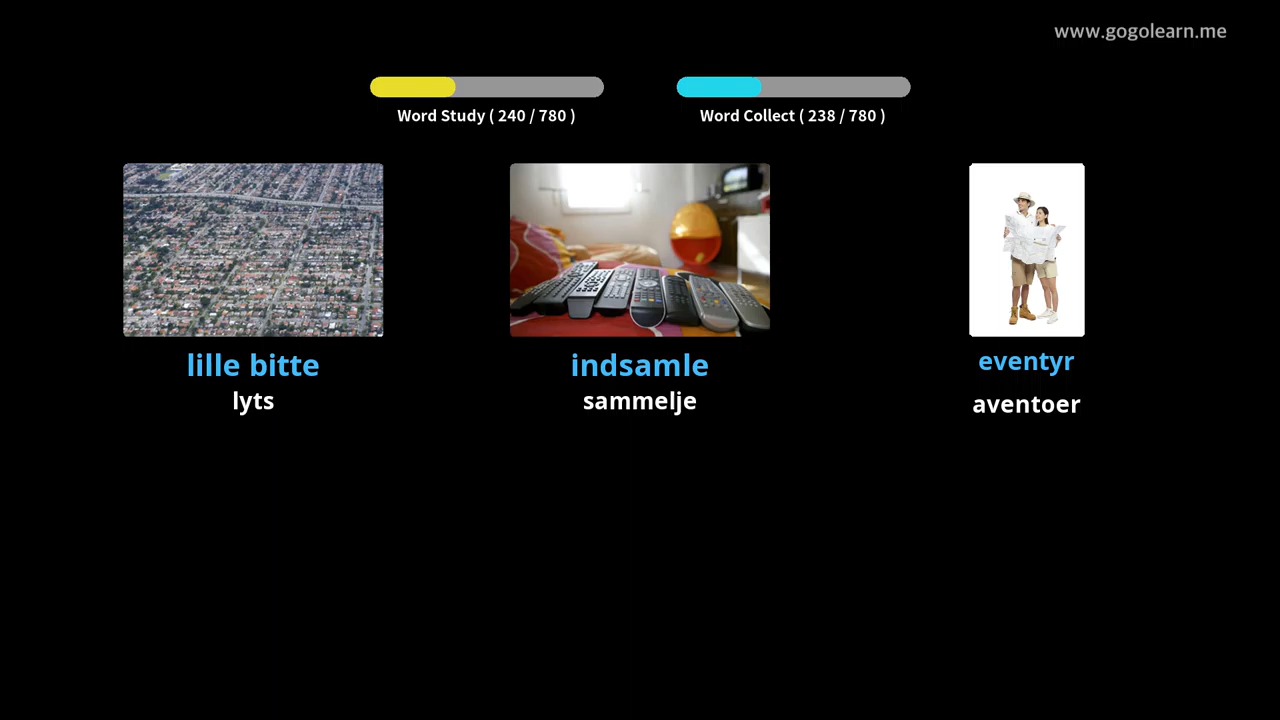 www.gogolearn.me
Word Study ( 240 / 780 )
Word Collect ( 238 / 780 )
lille bitte
lyts
indsamle
sammelje
eventyr
aventoer